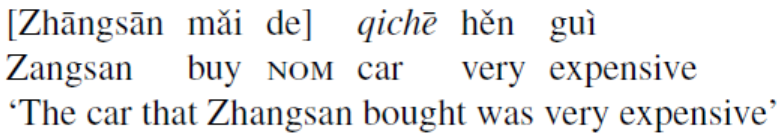 [Zhāngsān mǎi de] qichē hěn guì
Zangsan buy NOM car very expensive
‘The car that Zhangsan bought was very expensive’